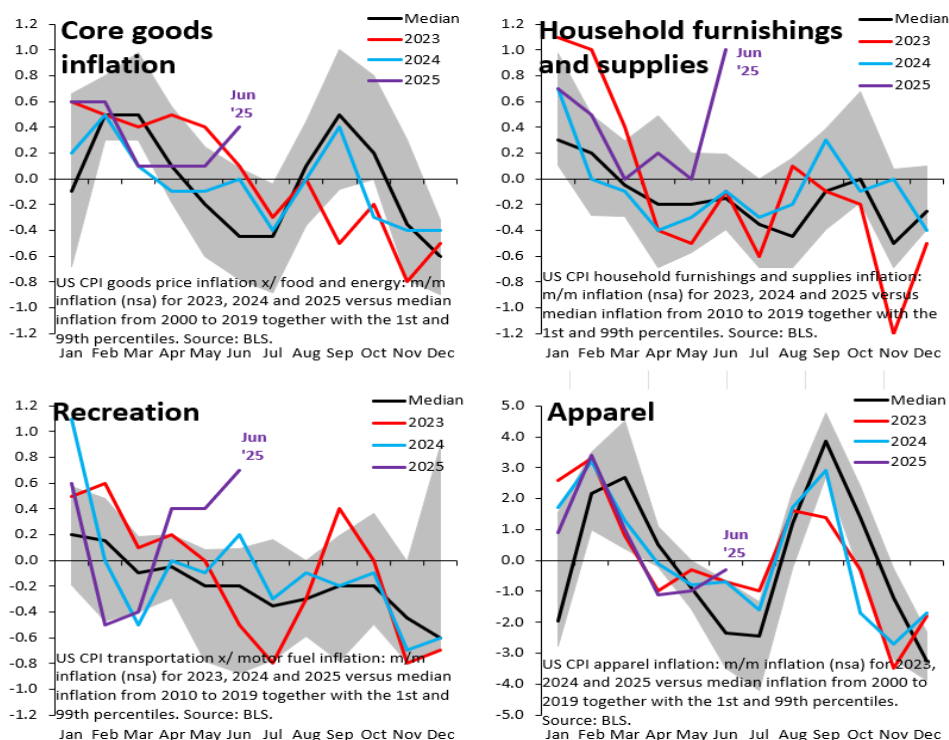 Core goods
inflation
Median
2023
2024
2025
Jun
'25
1.2
1.0
0.8
0.6
0.4
0.2
0.0
-0.2
-0.4
-0.6
-0.8
-1.0
-1.2
US CPI goods price inflation x/ food and energy: m/m
inflation (nsa) for 2023, 2024 and 2025 versus median
inflation from 2000 to 2019 together with the 1st and
99th percentiles. Source: BLS.
Jan Feb Mar Apr May Jun Jul Aug Sep Oct Nov Dec
Household furnishings
and supplies
Median
2023
2024
2025
Jun
'25
1.2
1.0
0.8
0.6
0.4
0.2
0.0
-0.2
-0.4
-0.6
-0.8
-1.0
-1.2
US CPI household furnishings and supplies inflation:
m/m inflation (nsa) for 2023, 2024 and 2025 versus
median inflation from 2010 to 2019 together with the
1st and 99th percentiles. Source: BLS.
Jan Feb Mar Apr May Jun Jul Aug Sep Oct Nov Dec
Recreation
Median
2023
2024
2025
Jun
'25
1.2
1.0
0.8
0.6
0.4
0.2
0.0
-0.2
-0.4
-0.6
-0.8
-1.0
-1.2
US CPI transportation x/ motor fuel inflation: m/m
inflation (nsa) for 2023, 2024 and 2025 versus median
inflation from 2010 to 2019 together with the 1st and
99th percentiles. Source: BLS.
Jan Feb Mar Apr May Jun Jul Aug Sep Oct Nov Dec
Apparel
Median
2023
2024
2025
Jun
'25
5.0
4.0
3.0
2.0
1.0
0.0
-1.0
-2.0
-3.0
-4.0
-5.0
US CPI apparel inflation: m/m inflation (nsa) for 2023,
2024 and 2025 versus median inflation from 2000 to
2019 together with the 1st and 99th percentiles.
Source: BLS.
Jan Feb Mar Apr May Jun Jul Aug Sep Oct Nov Dec